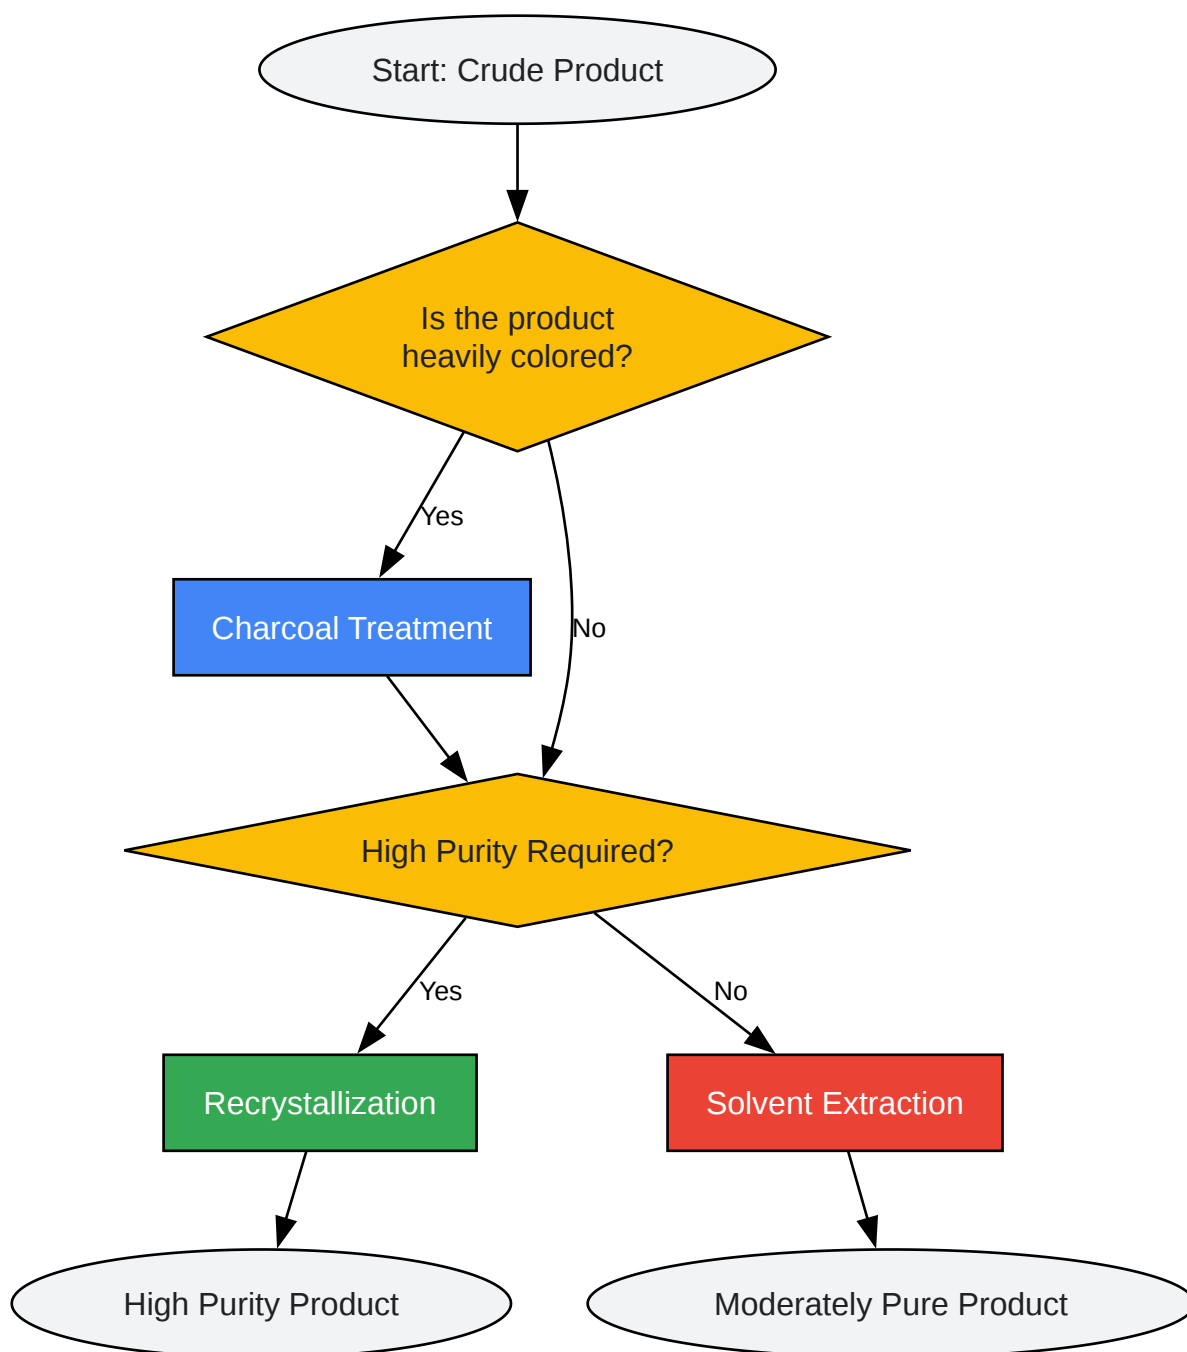 Start: Crude Product
Is the product
heavily colored?
Yes
Charcoal Treatment
No
High Purity Required?
Yes
No
Recrystallization
Solvent Extraction
High Purity Product
Moderately Pure Product